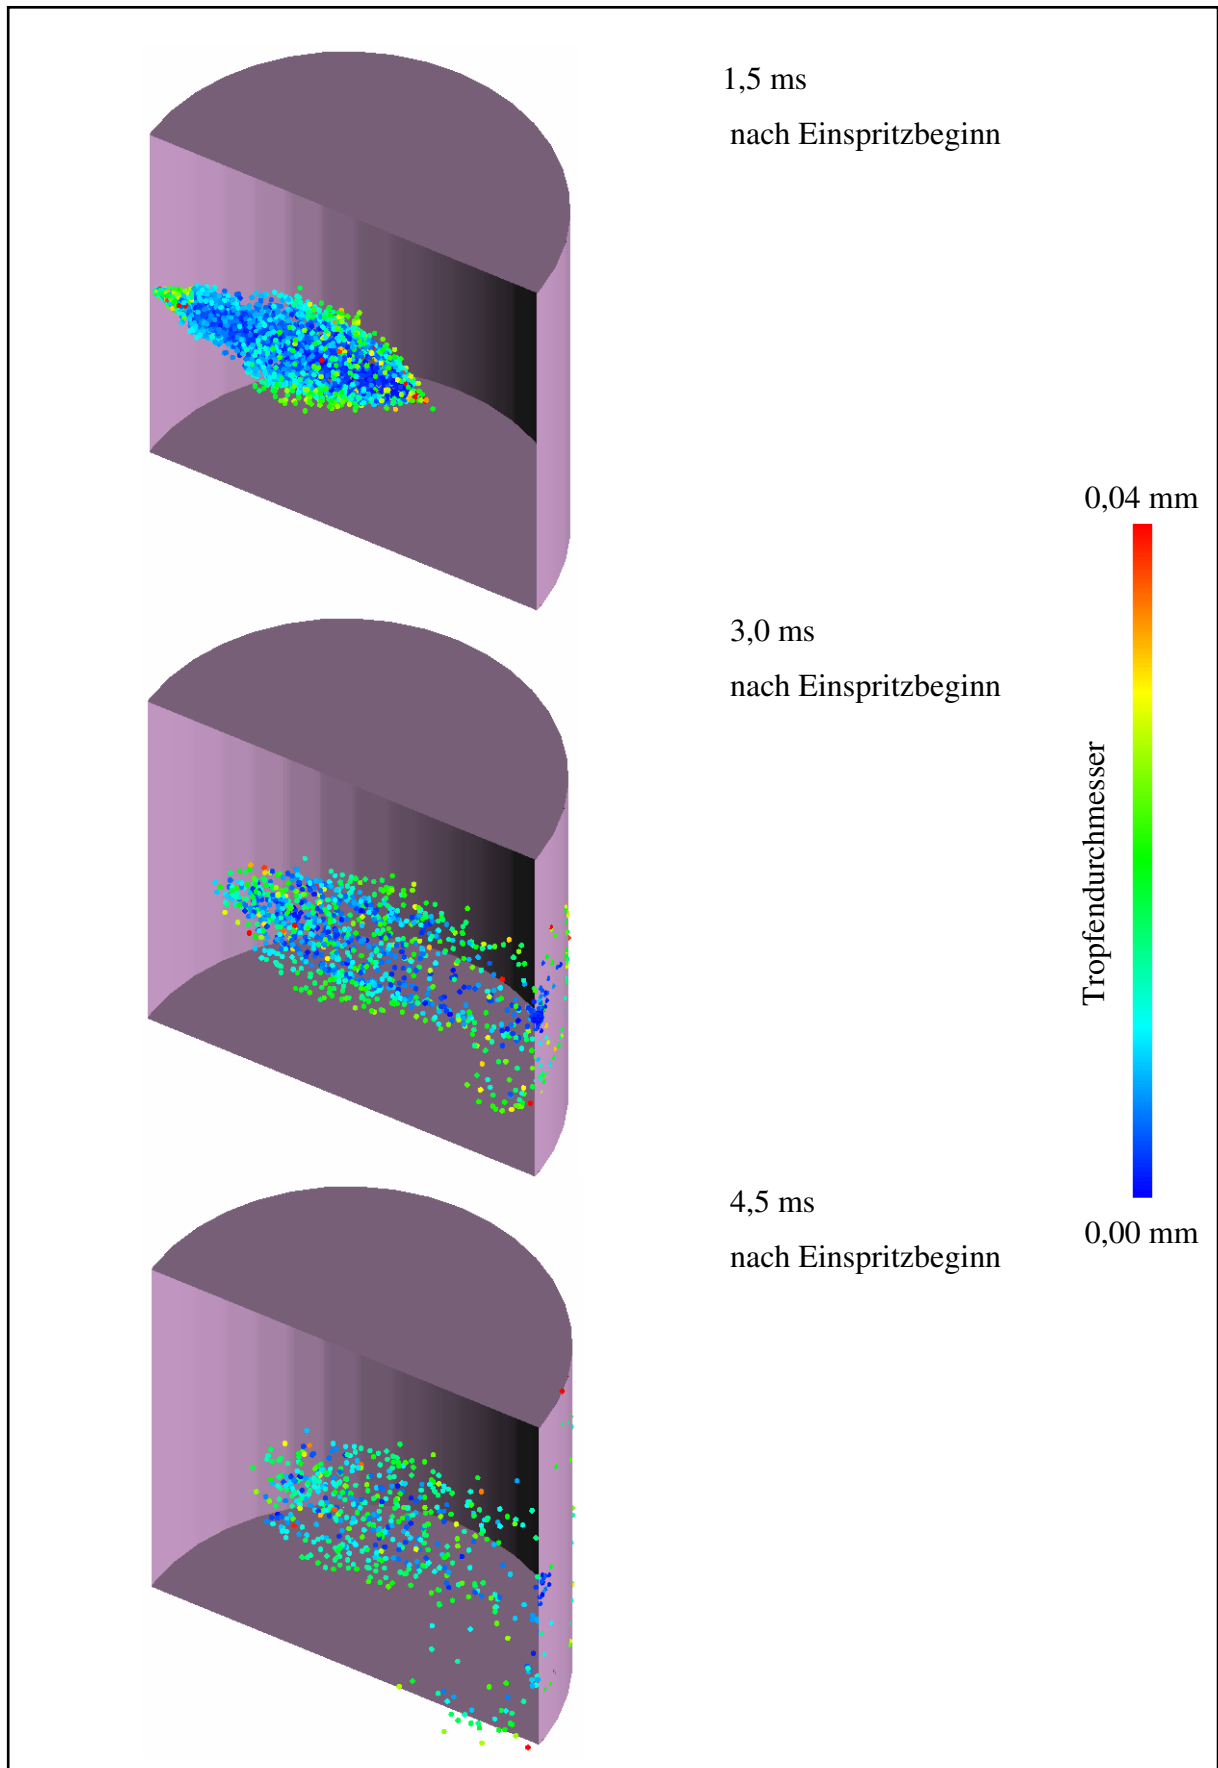 1,5 ms
nach Einspritzbeginn
0,04 mm
3,0 ms
nach Einspritzbeginn
Tropfendurchmesser
4,5 ms
nach Einspritzbeginn
0,00 mm